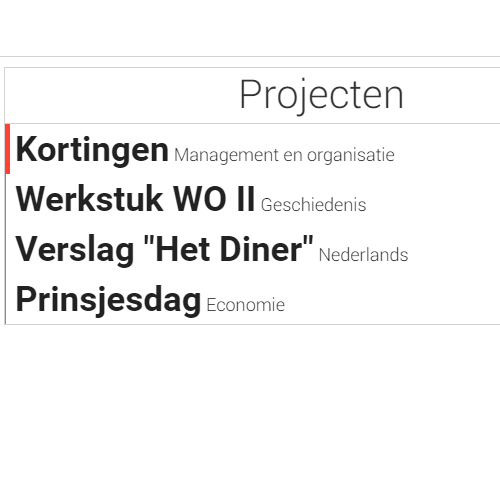 Projecten
Kortingen Management en organisatie
Werkstuk WO II Geschiedenis
Verslag "Het Diner" Nederlands
Prinsjesdag Economie